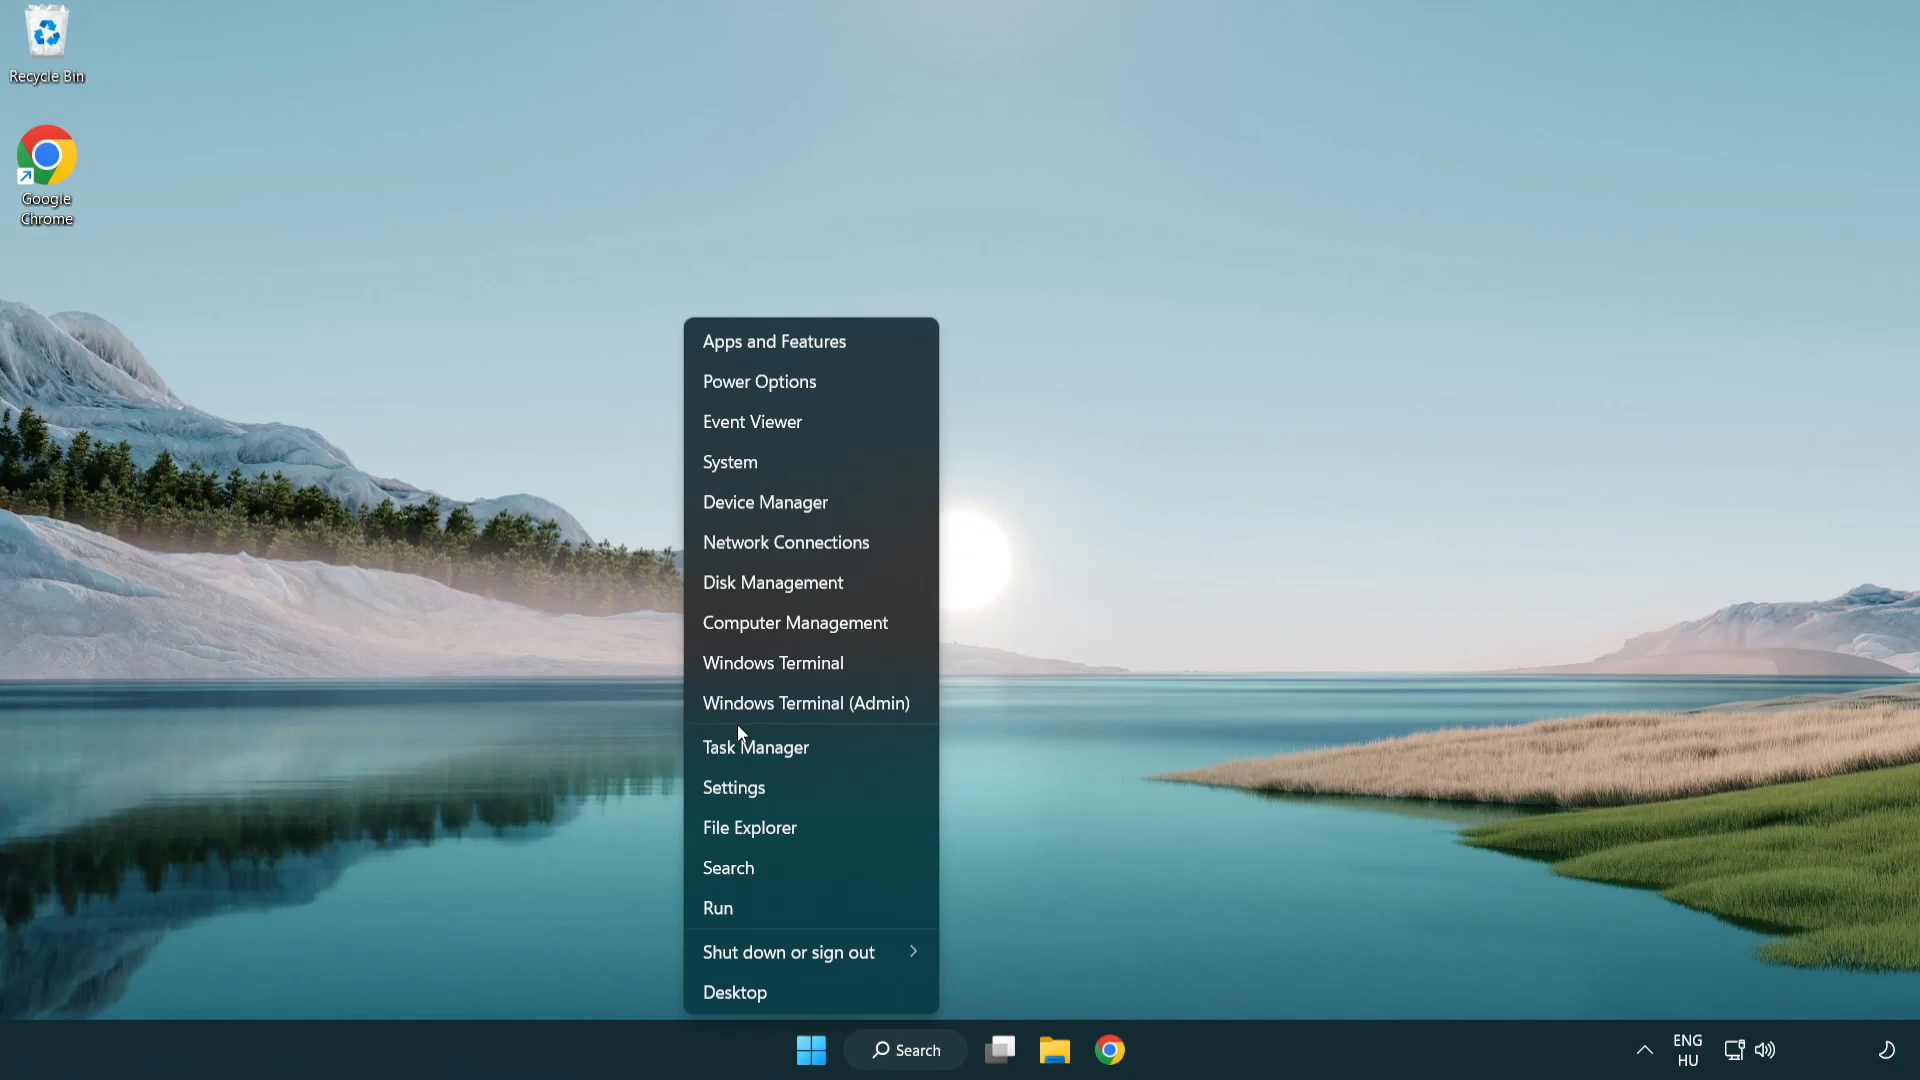 Recycle Bin
Google
Chrome
Apps and Features
Power Options
Event Viewer
System
Device Manager
Network Connections
Disk Management
Computer Management
Windows Terminal
Windows Terminal (Admin)
Task Manager
Settings
File Explorer
Search
Run
Shut down or sign out
Desktop
Search
ENG
HU